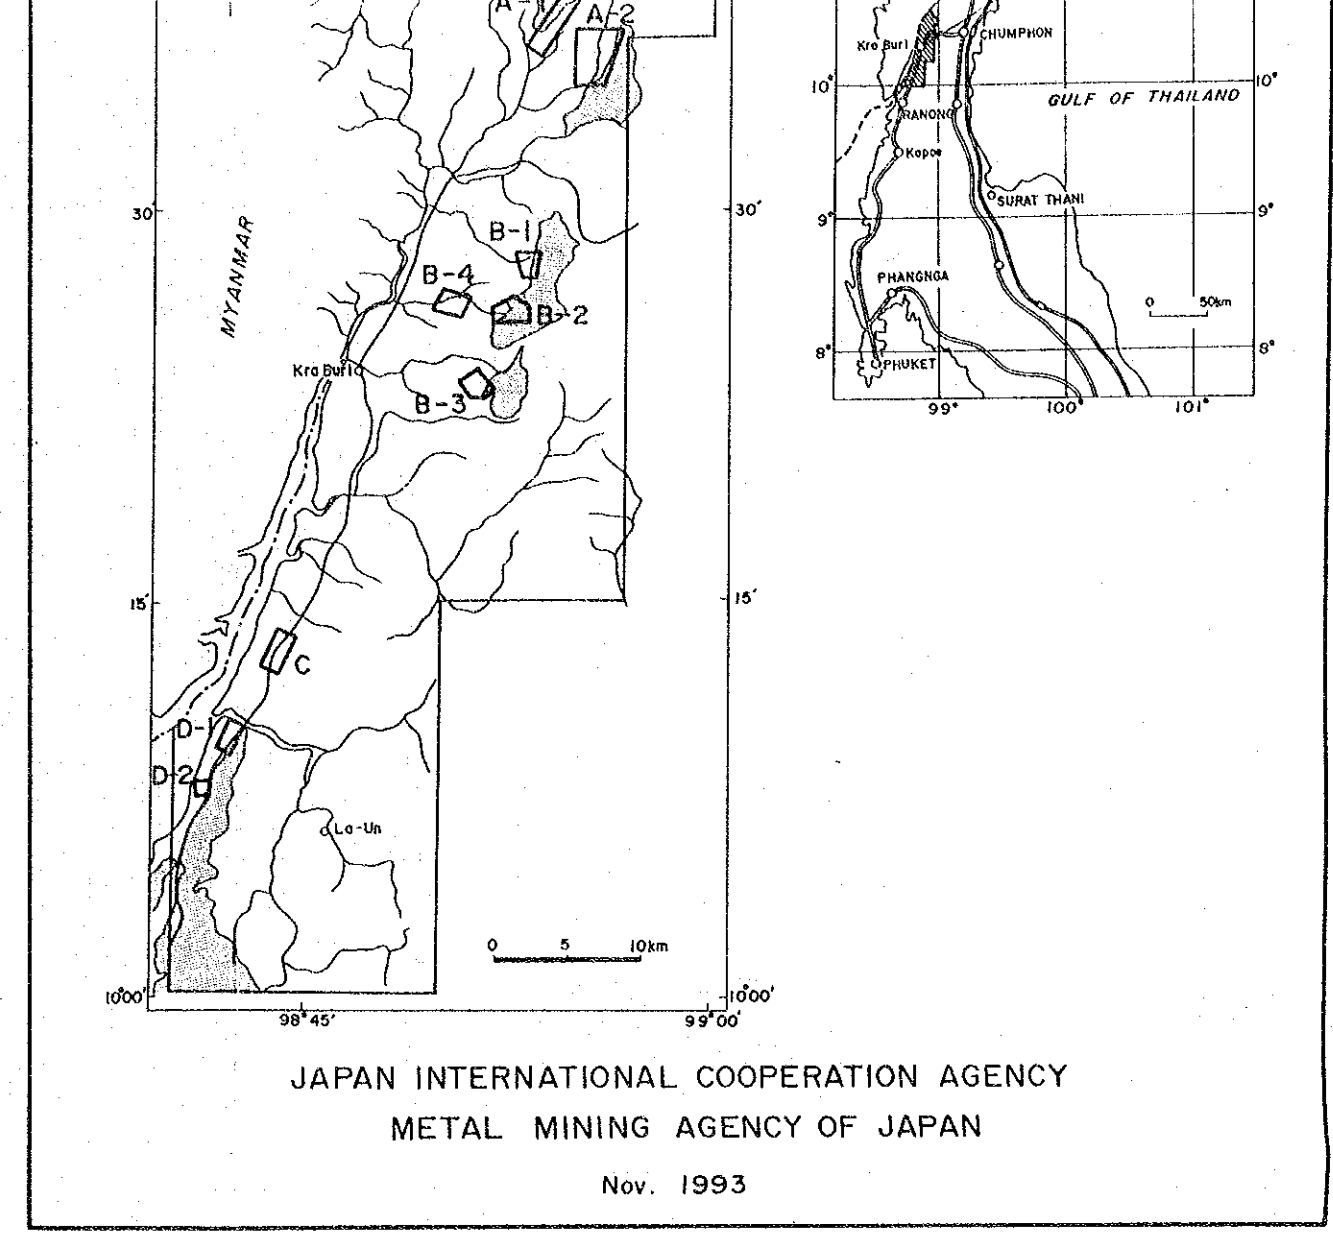 A-1
A-2
30'
30'
MYANMAR
B-1
B-4
B-2
Kra Buri
B-3
15'
15'
C
D-1
D-2
La-Un
0 5 10km
10°00'
10°00'
98°45'
99°00'
Kra Buri
CHUMPHON
10°
10°
GULF OF THAILAND
RANONG
Kapoe
SURAT THANI
9°
9°
PHANGNGA
0 50km
8°
8°
PHUKET
99°
100°
101°
JAPAN INTERNATIONAL COOPERATION AGENCY
METAL MINING AGENCY OF JAPAN
Nov. 1993